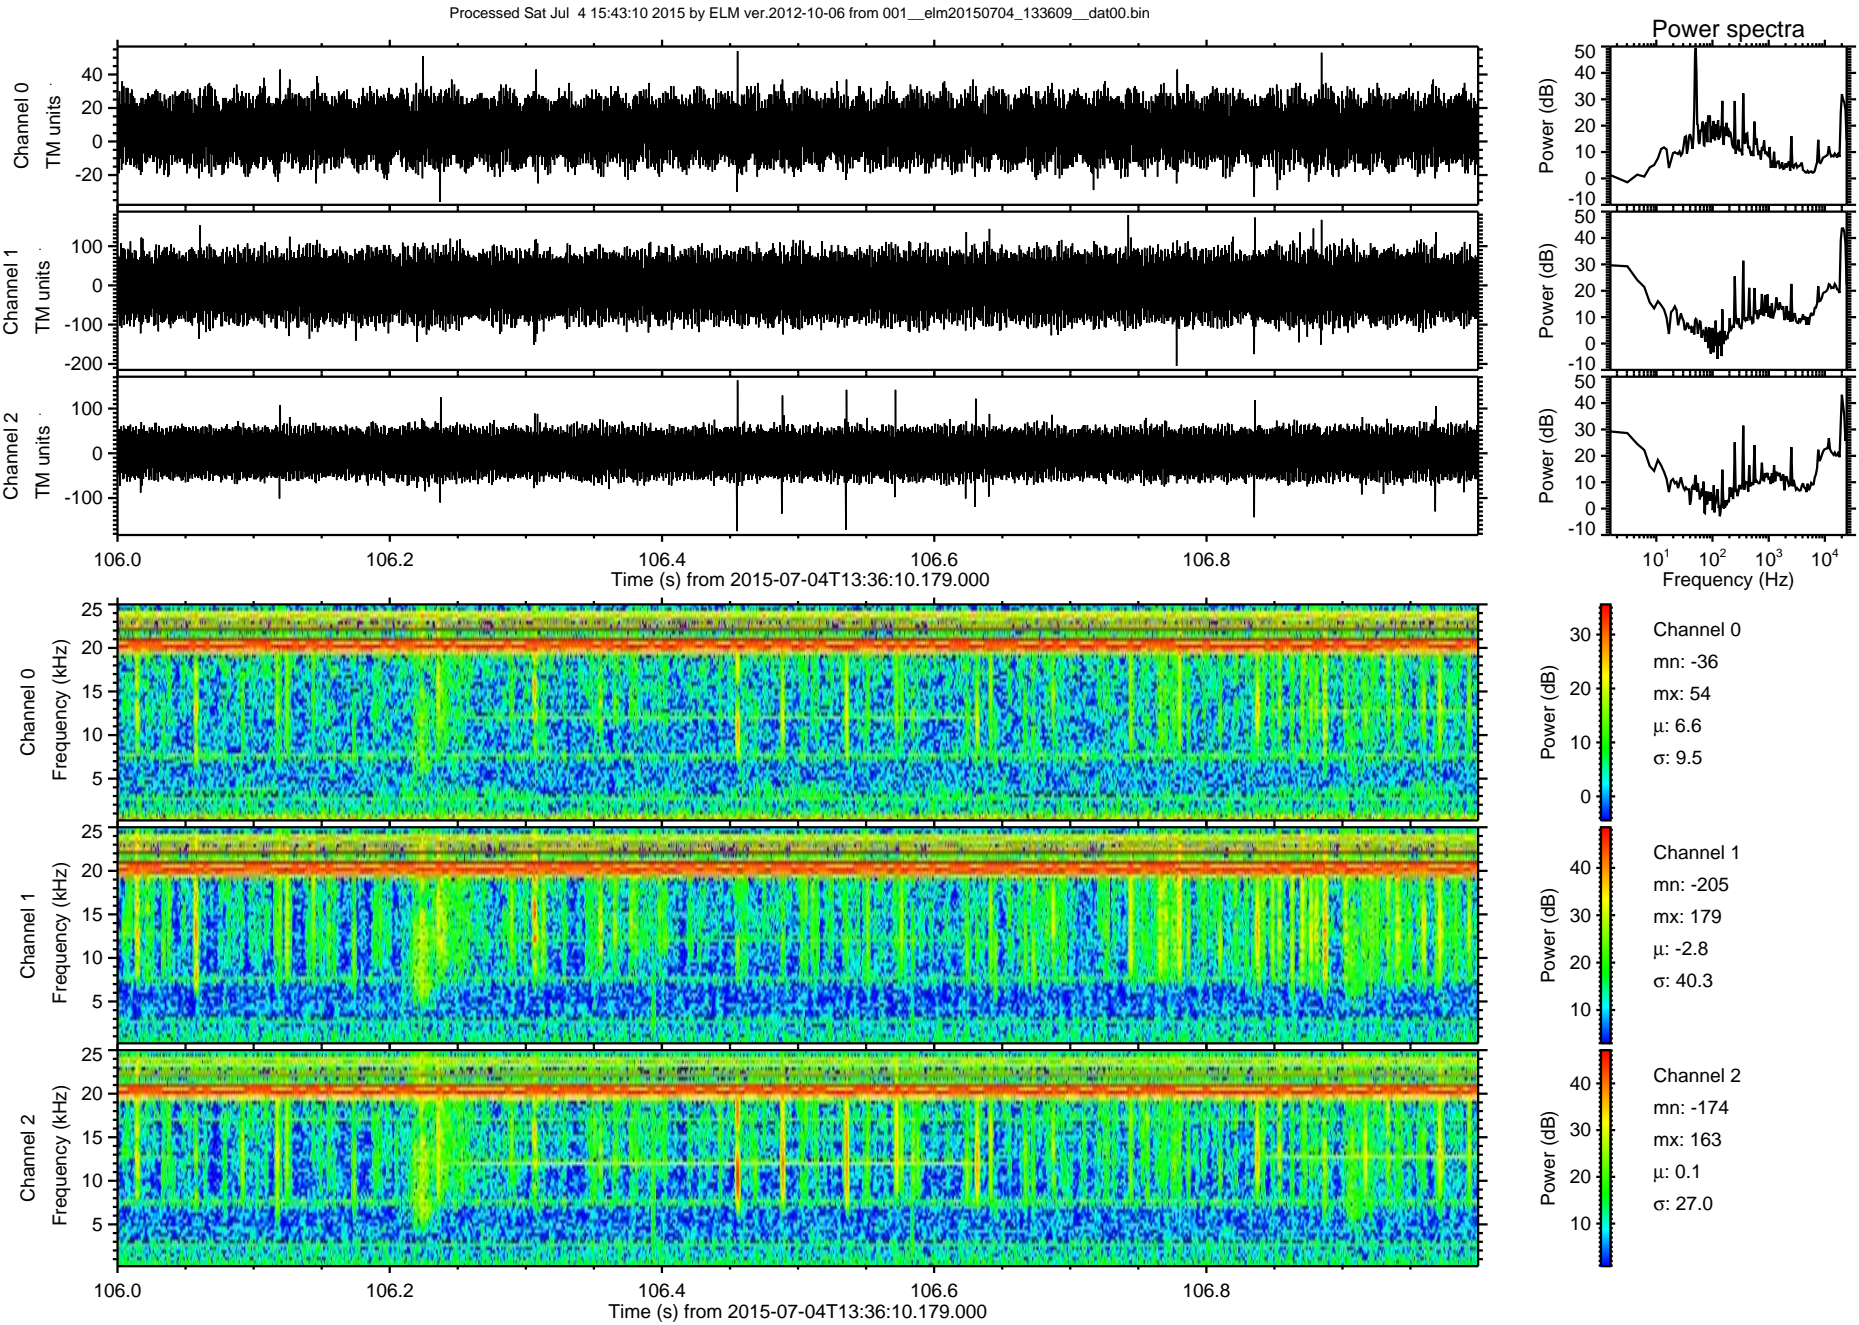 Processed Sat Jul 4 15:43:10 2015 by ELM ver.2012-10-06 from 001__elm20150704_133609__dat00.bin
Power spectra
Channel 0
TM units
40
20
0
-20
Power (dB)
50
40
30
20
10
0
-10
Channel 1
TM units
100
0
-100
-200
Power (dB)
50
40
30
20
10
0
-10
Channel 2
TM units
100
0
-100
Power (dB)
50
40
30
20
10
0
-10
106.0 106.2 106.4 106.6 106.8
Time (s) from 2015-07-04T13:36:10.179.000
10^1 10^2 10^3 10^4
Frequency (Hz)
Channel 0
Frequency (kHz)
25
20
15
10
5
Power (dB)
30
20
10
0
Channel 0
mn: -36
mx: 54
μ: 6.6
σ: 9.5
Channel 1
Frequency (kHz)
25
20
15
10
5
Power (dB)
40
30
20
10
Channel 1
mn: -205
mx: 179
μ: -2.8
σ: 40.3
Channel 2
Frequency (kHz)
25
20
15
10
5
Power (dB)
40
30
20
10
Channel 2
mn: -174
mx: 163
μ: 0.1
σ: 27.0
106.0 106.2 106.4 106.6 106.8
Time (s) from 2015-07-04T13:36:10.179.000